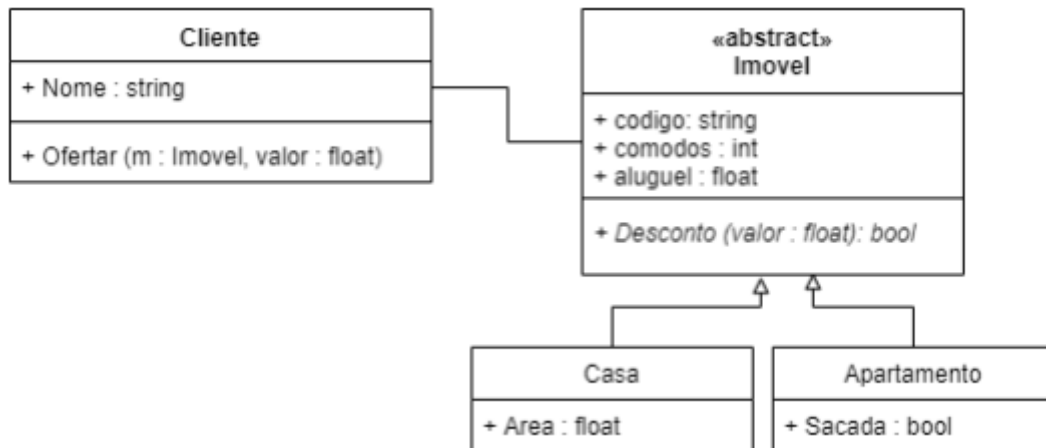 Cliente
+ Nome : string
+ Ofertar (m : Imovel, valor : float)
«abstract»
Imovel
+ codigo: string
+ comodos : int
+ aluguel : float
+ Desconto (valor : float): bool
Casa
+ Area : float
Apartamento
+ Sacada : bool